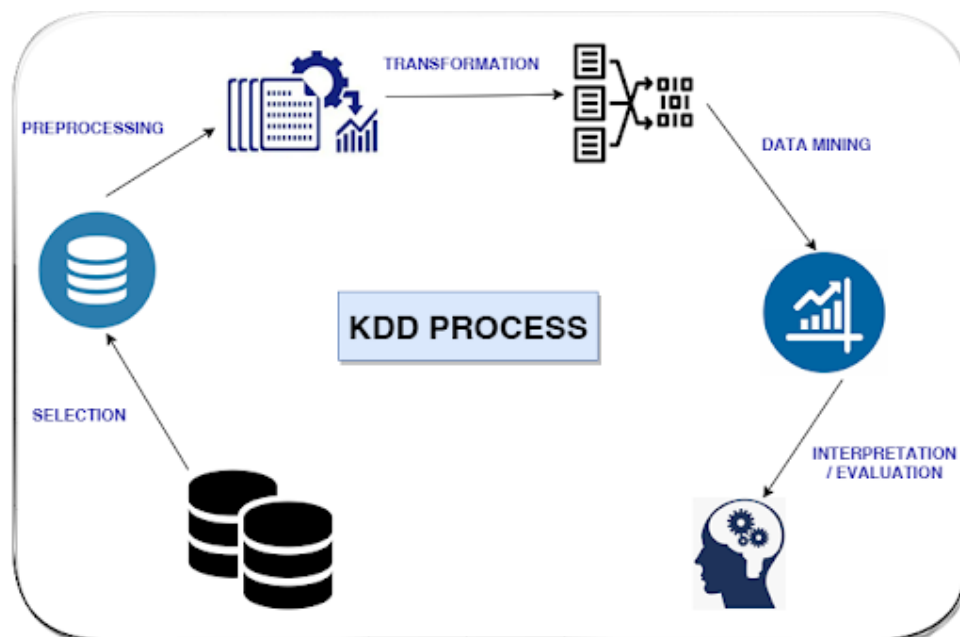 TRANSFORMATION
PREPROCESSING
DATA MINING
KDD PROCESS
SELECTION
INTERPRETATION
/ EVALUATION